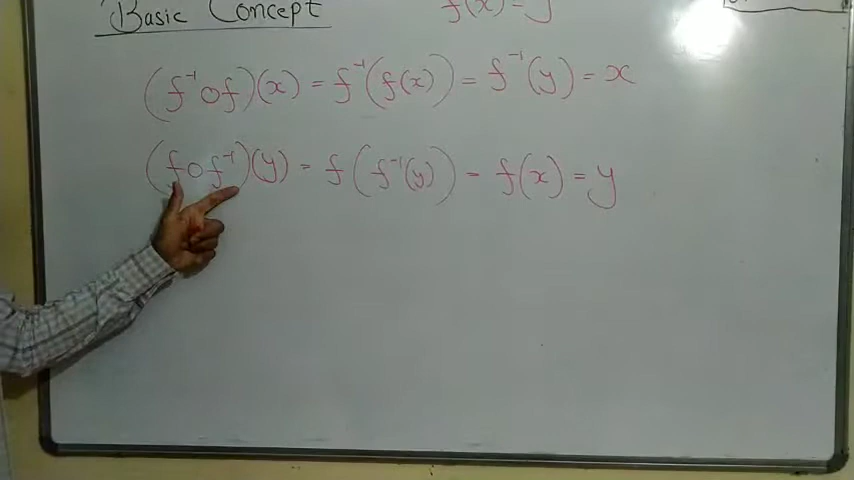 f(x) = y
Basic Concept
(f⁻¹of)(x) = f⁻¹(f(x)) = f⁻¹(y) = x
(fof⁻¹)(y) = f(f⁻¹(y)) = f(x) = y